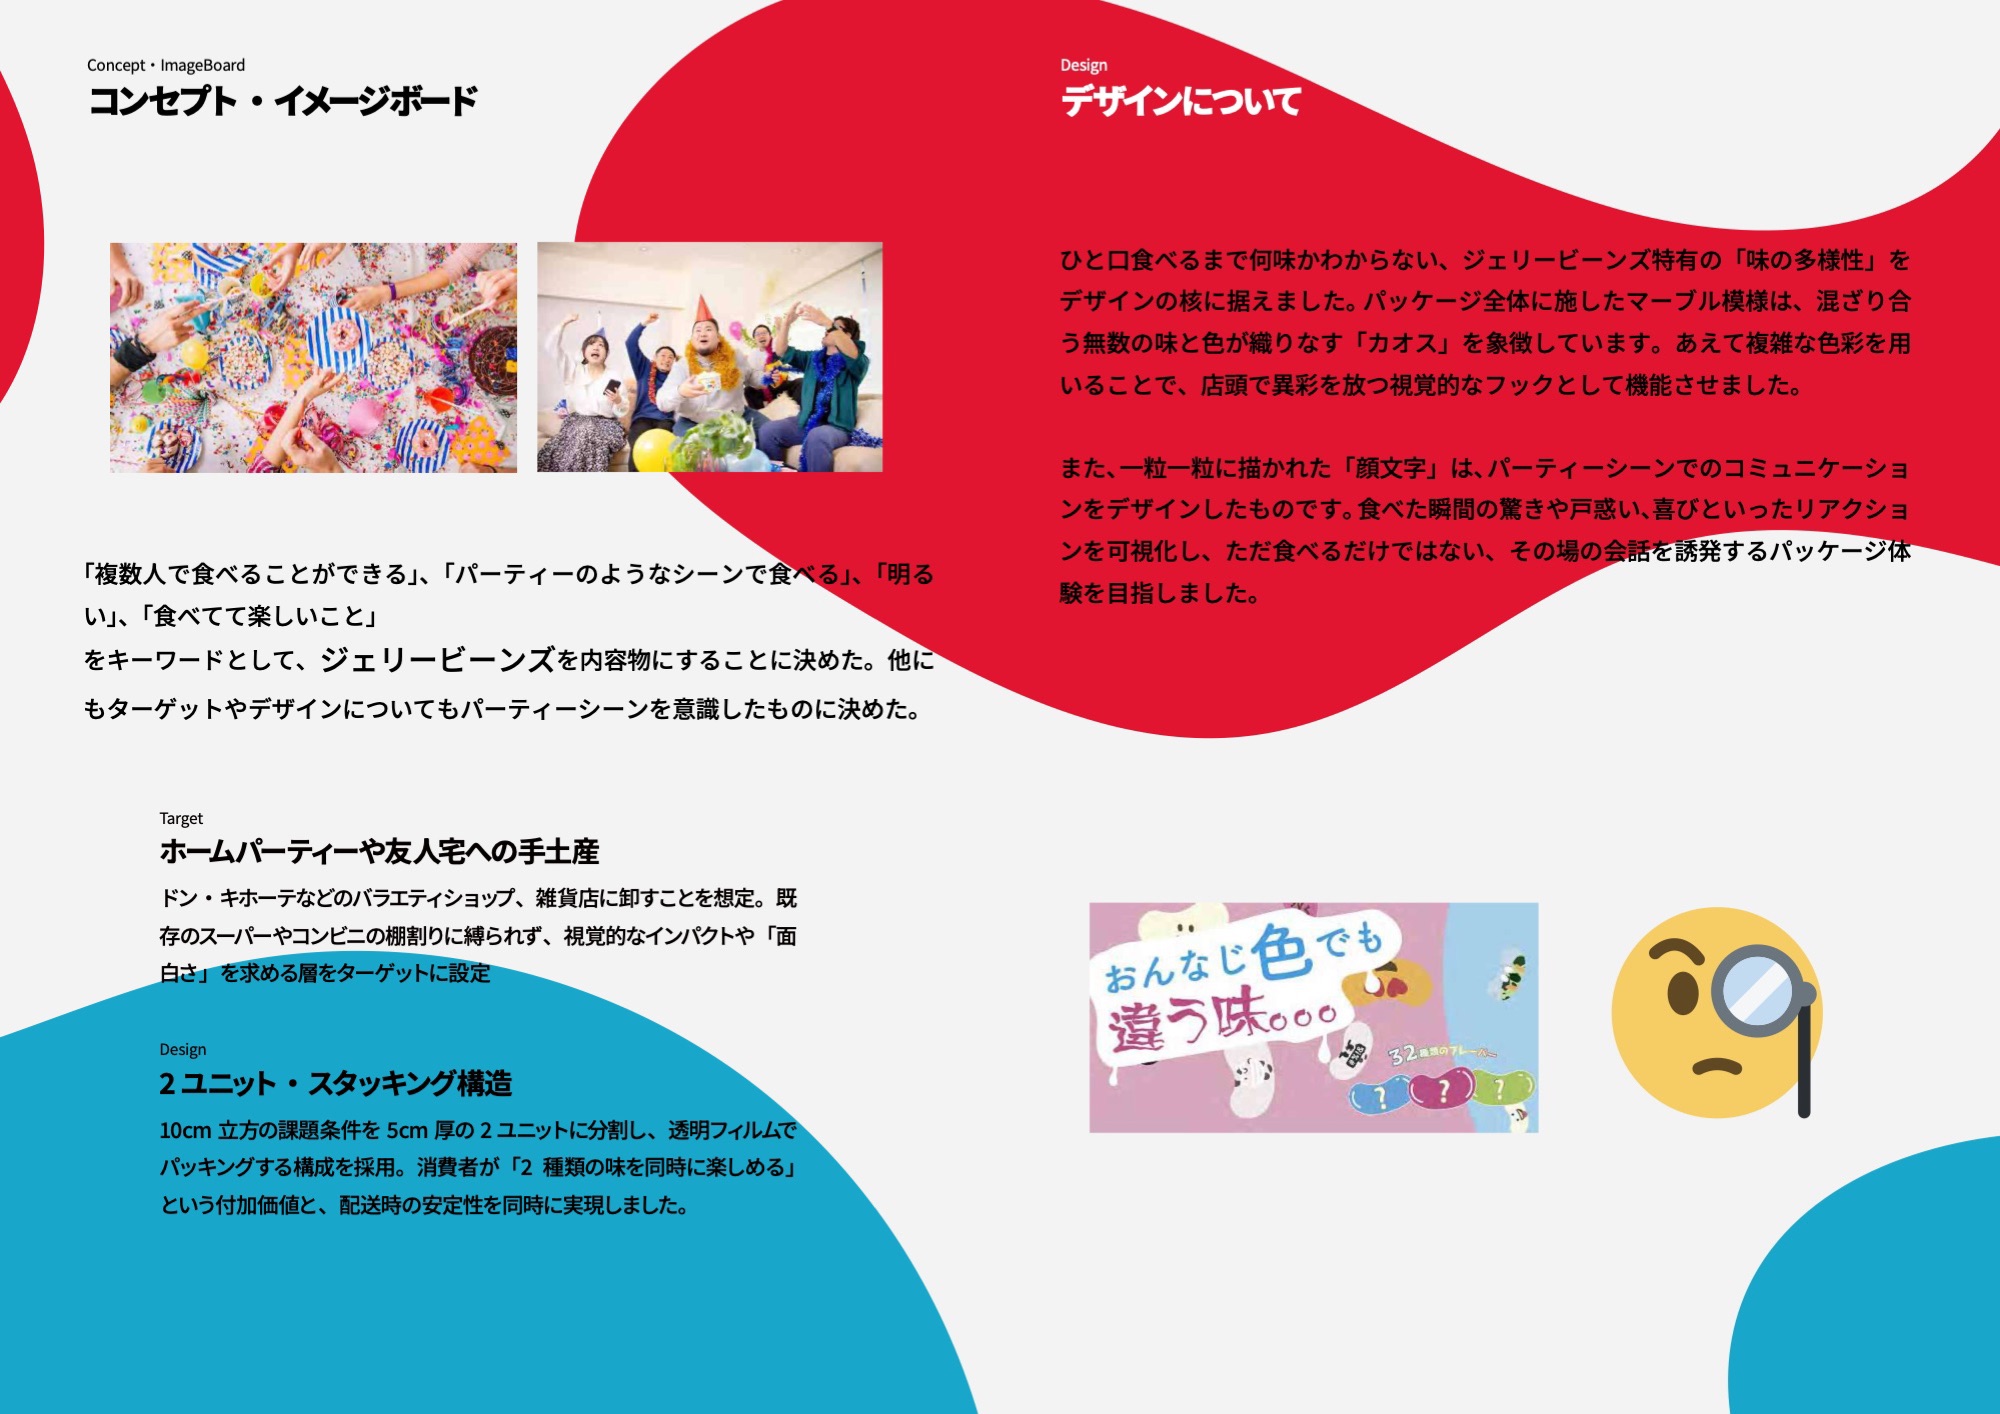 Concept・ImageBoard
コンセプト・イメージボード
「複数人で食べることができる」、「パーティーのようなシーンで食べる」、「明る
い」、「食べてて楽しいこと」
をキーワードとして、ジェリービーンズを内容物にすることに決めた。他に
もターゲットやデザインについてもパーティーシーンを意識したものに決めた。
Target
ホームパーティーや友人宅への手土産
ドン・キホーテなどのバラエティショップ、雑貨店に卸すことを想定。既
存のスーパーやコンビニの棚割りに縛られず、視覚的なインパクトや「面
白さ」を求める層をターゲットに設定
Design
2 ユニット・スタッキング構造
10cm 立方の課題条件を 5cm 厚の 2 ユニットに分割し、透明フィルムで
パッキングする構成を採用。消費者が「2 種類の味を同時に楽しめる」
という付加価値と、配送時の安定性を同時に実現しました。
Design
デザインについて
ひと口食べるまで何味かわからない、ジェリービーンズ特有の「味の多様性」を
デザインの核に据えました。パッケージ全体に施したマーブル模様は、混ざり合
う無数の味と色が織りなす「カオス」を象徴しています。あえて複雑な色彩を用
いることで、店頭で異彩を放つ視覚的なフックとして機能させました。
また、一粒一粒に描かれた「顔文字」は、パーティーシーンでのコミュニケーショ
ンをデザインしたものです。食べた瞬間の驚きや戸惑い、喜びといったリアクショ
ンを可視化し、ただ食べるだけではない、その場の会話を誘発するパッケージ体
験を目指しました。
おんなじ色でも
違う味。。。
32種類のフレーバー
? ? ?